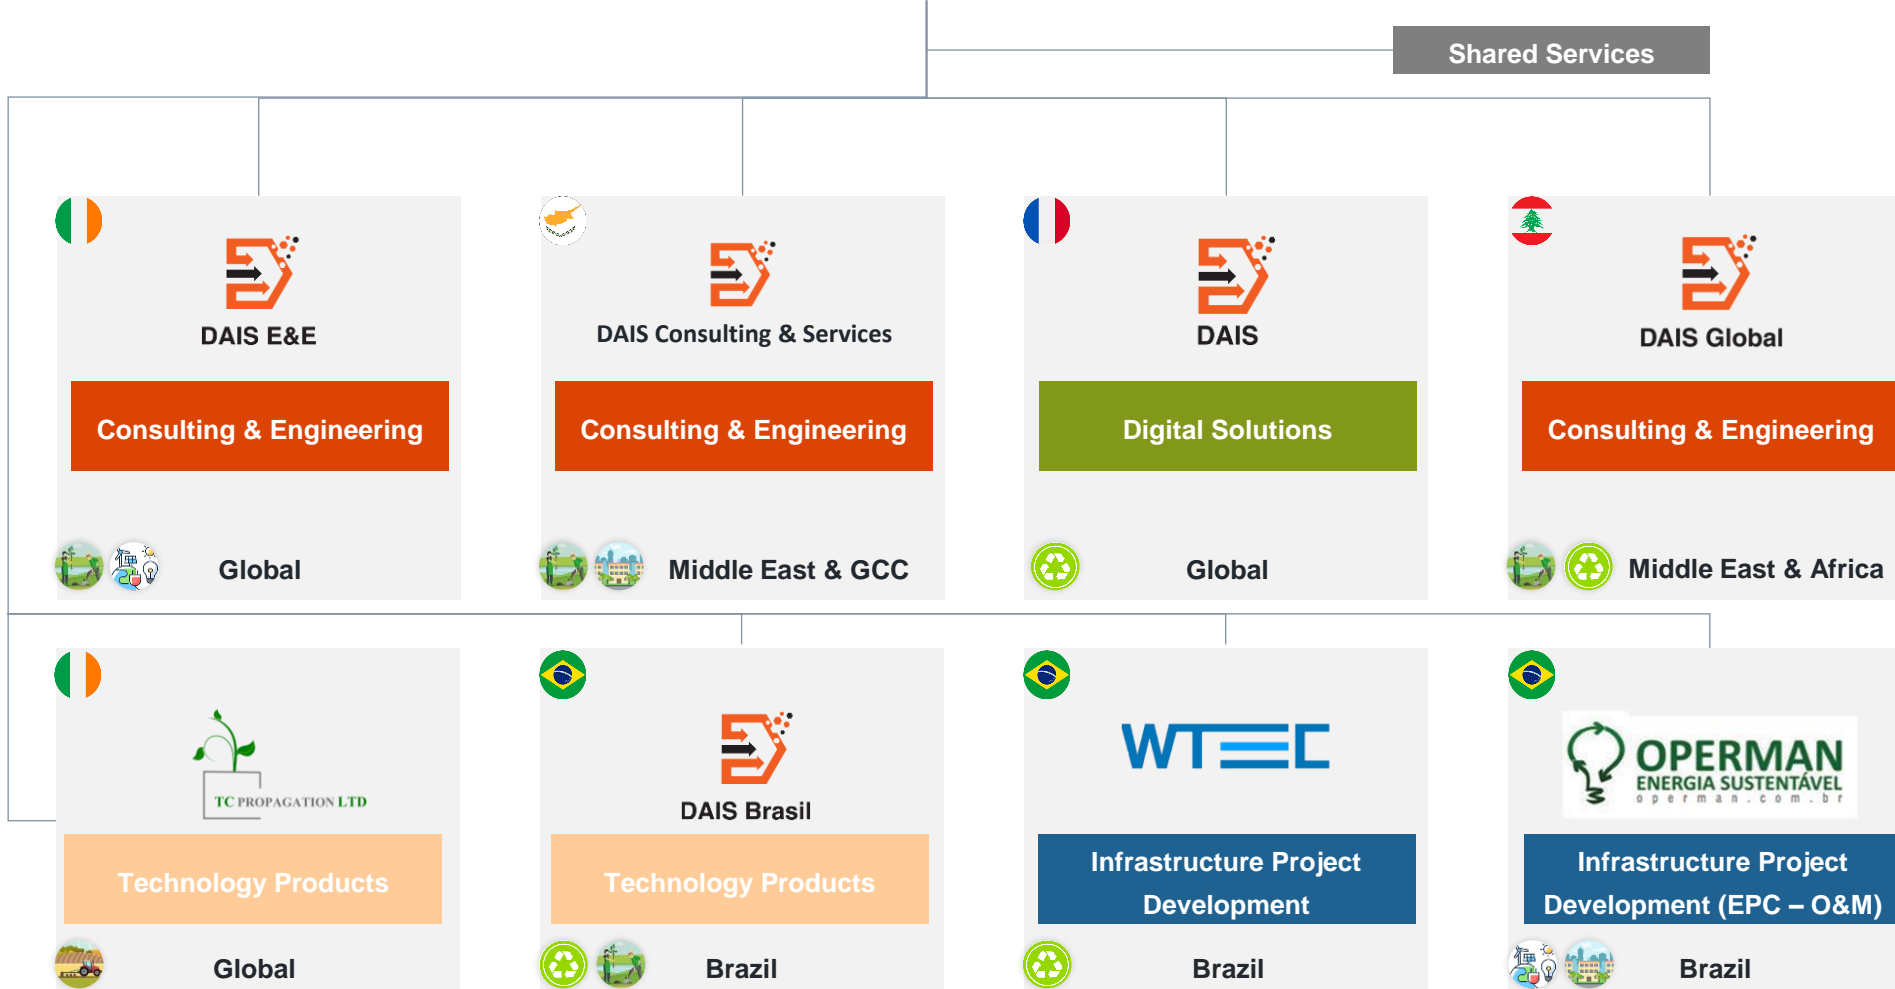 Shared Services
DAIS E&E
DAIS Consulting & Services
DAIS
DAIS Global
Consulting & Engineering
Consulting & Engineering
Digital Solutions
Consulting & Engineering
Global
Middle East & GCC
Global
Middle East & Africa
TC PROPAGATION LTD
DAIS Brasil
WTEC
OPERMAN
ENERGIA SUSTENTÁVEL
operman.com.br
Technology Products
Technology Products
Infrastructure Project
Development
Infrastructure Project
Development (EPC – O&M)
Global
Brazil
Brazil
Brazil